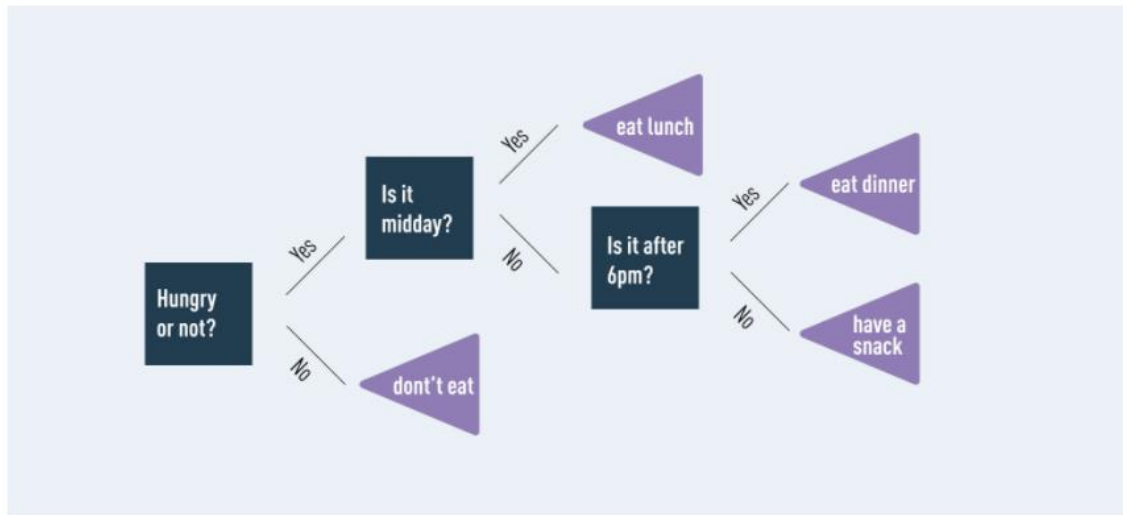 Hungry
or not?
Yes
No
Is it
midday?
dont't eat
Yes
No
eat lunch
Is it after
6pm?
Yes
No
eat dinner
have a
snack